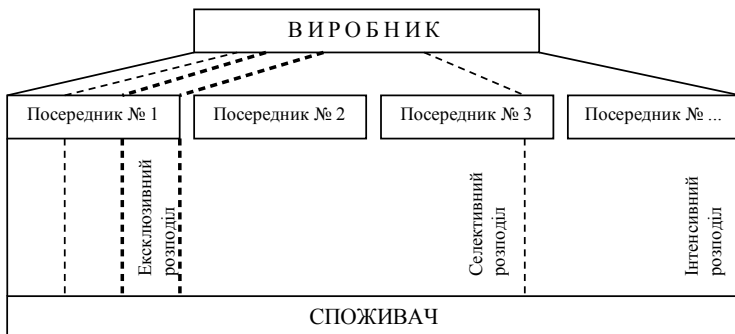 ВИРОБНИК
Посередник № 1
Посередник № 2
Посередник № 3
Посередник № ...
Ексклюзивний
розподіл
Селективний
розподіл
Інтенсивний
розподіл
СПОЖИВАЧ